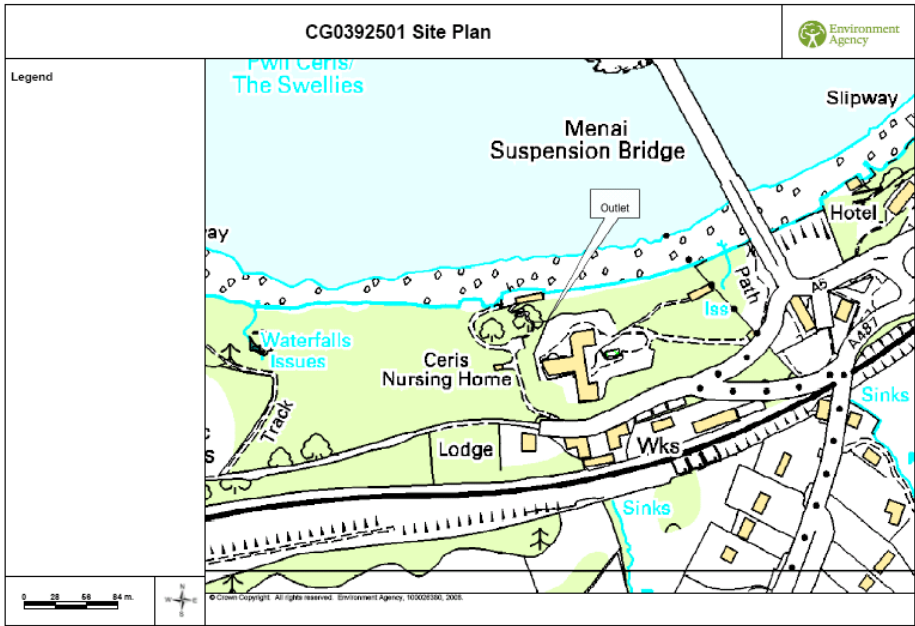 CG0392501 Site Plan
Environment
Agency
Legend
Pwll Ceris/
The Swellies
Slipway
Menai
Suspension Bridge
Outlet
Hotel
way
Path
A5
Iss
A487
Waterfalls
Issues
Ceris
Nursing Home
Sinks
Track
Lodge
Wks
Sinks
0 28 56 84 m.
N
W E
S
© Crown Copyright. All rights reserved. Environment Agency, 100026380, 2008.